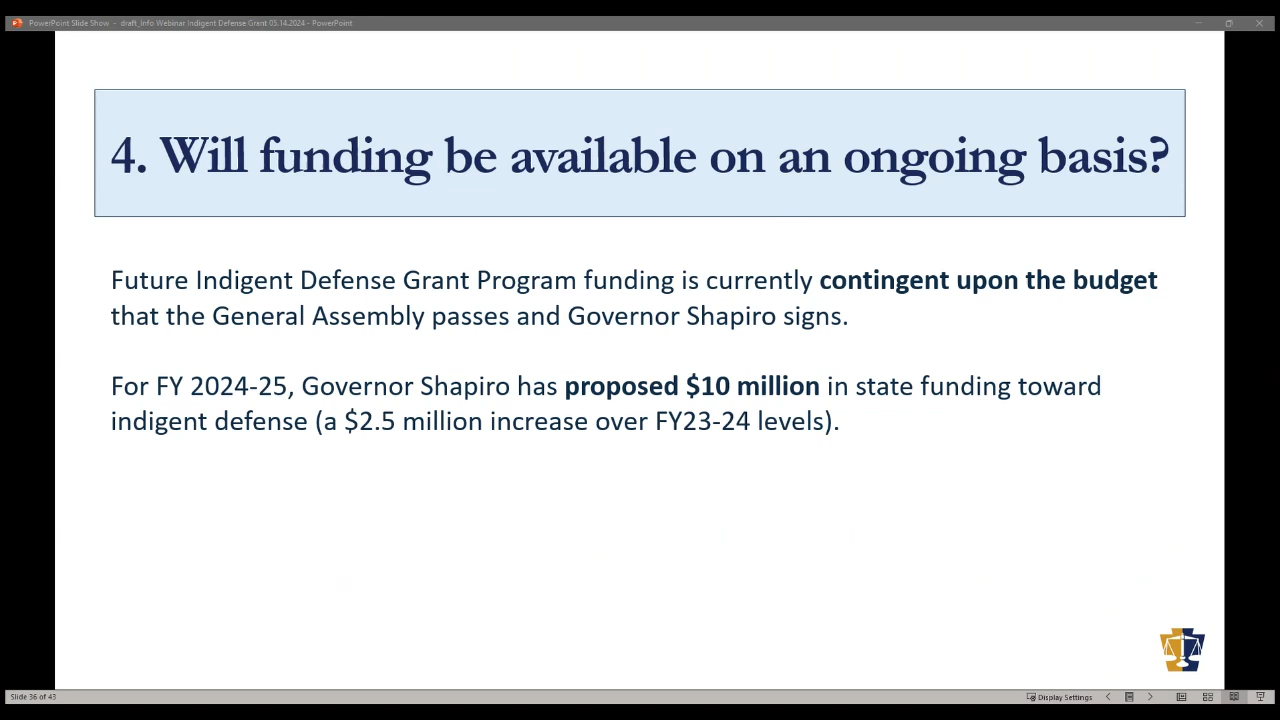 PowerPoint Slide Show - draft_Info Webinar Indigent Defense Grant 05.14.2024 - PowerPoint
4. Will funding be available on an ongoing basis?
Future Indigent Defense Grant Program funding is currently contingent upon the budget
that the General Assembly passes and Governor Shapiro signs.
For FY 2024-25, Governor Shapiro has proposed $10 million in state funding toward
indigent defense (a $2.5 million increase over FY23-24 levels).
Slide 36 of 43
Display Settings